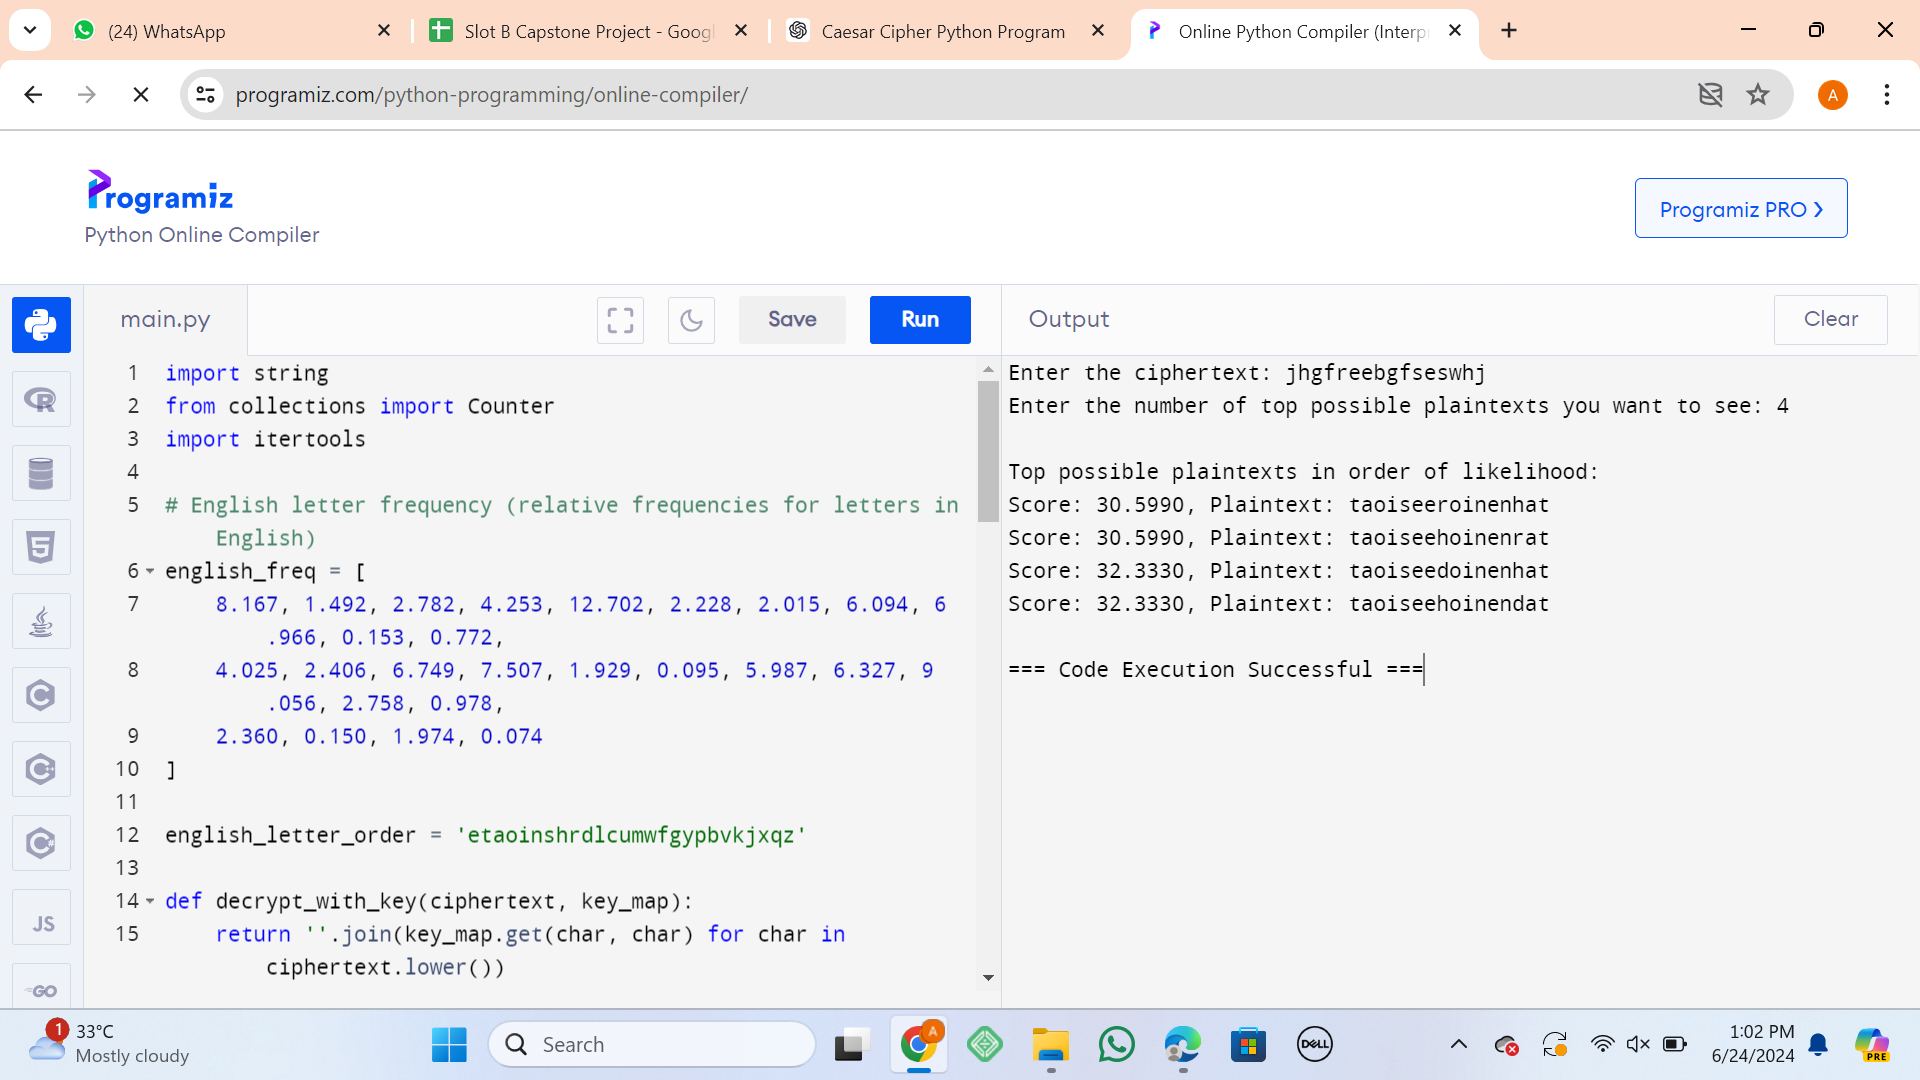 (24) WhatsApp
Slot B Capstone Project - Goog
Caesar Cipher Python Program
Online Python Compiler (Interp
programiz.com/python-programming/online-compiler/
A
Programiz
Python Online Compiler
Programiz PRO
main.py
Save
Run
Output
Clear
1 import string
2 from collections import Counter
3 import itertools
4
5 # English letter frequency (relative frequencies for letters in
English)
6 english_freq = [
7 8.167, 1.492, 2.782, 4.253, 12.702, 2.228, 2.015, 6.094, 6
.966, 0.153, 0.772,
8 4.025, 2.406, 6.749, 7.507, 1.929, 0.095, 5.987, 6.327, 9
.056, 2.758, 0.978,
9 2.360, 0.150, 1.974, 0.074
10 ]
11
12 english_letter_order = 'etaoinshrdlcumwfgypbvkjxqz'
13
14 def decrypt_with_key(ciphertext, key_map):
15 return ''.join(key_map.get(char, char) for char in
ciphertext.lower())
Enter the ciphertext: jhgfreebgfseswhj
Enter the number of top possible plaintexts you want to see: 4
Top possible plaintexts in order of likelihood:
Score: 30.5990, Plaintext: taoiseeroinenhat
Score: 30.5990, Plaintext: taoiseehoinenrat
Score: 32.3330, Plaintext: taoiseedoinenhat
Score: 32.3330, Plaintext: taoiseehoinendat
=== Code Execution Successful ===
R
5
C
C
C
JS
GO
1
33°C
Mostly cloudy
Search
A
DELL
1:02 PM
6/24/2024
PRE